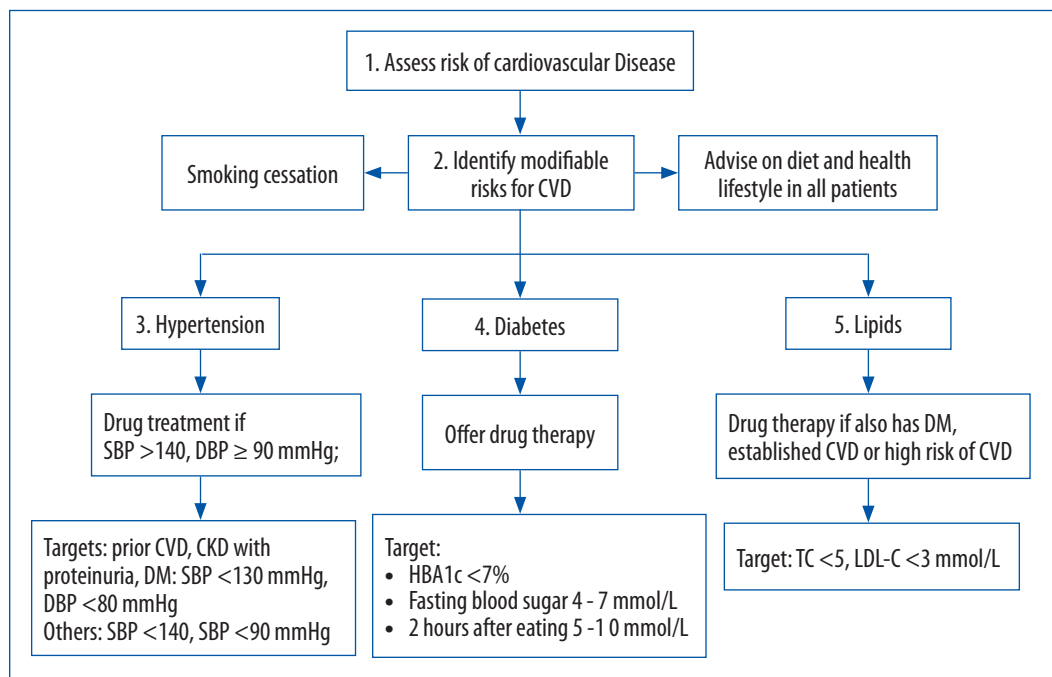 1. Assess risk of cardiovascular Disease
Smoking cessation
2. Identify modifiable
risks for CVD
Advise on diet and health
lifestyle in all patients
3. Hypertension
4. Diabetes
5. Lipids
Drug treatment if
SBP >140, DBP ≥ 90 mmHg;
Offer drug therapy
Drug therapy if also has DM,
established CVD or high risk of CVD
Targets: prior CVD, CKD with
proteinuria, DM: SBP <130 mmHg,
DBP <80 mmHg
Others: SBP <140, SBP <90 mmHg
Target:
• HBA1c <7%
• Fasting blood sugar 4 - 7 mmol/L
• 2 hours after eating 5 -1 0 mmol/L
Target: TC <5, LDL-C <3 mmol/L